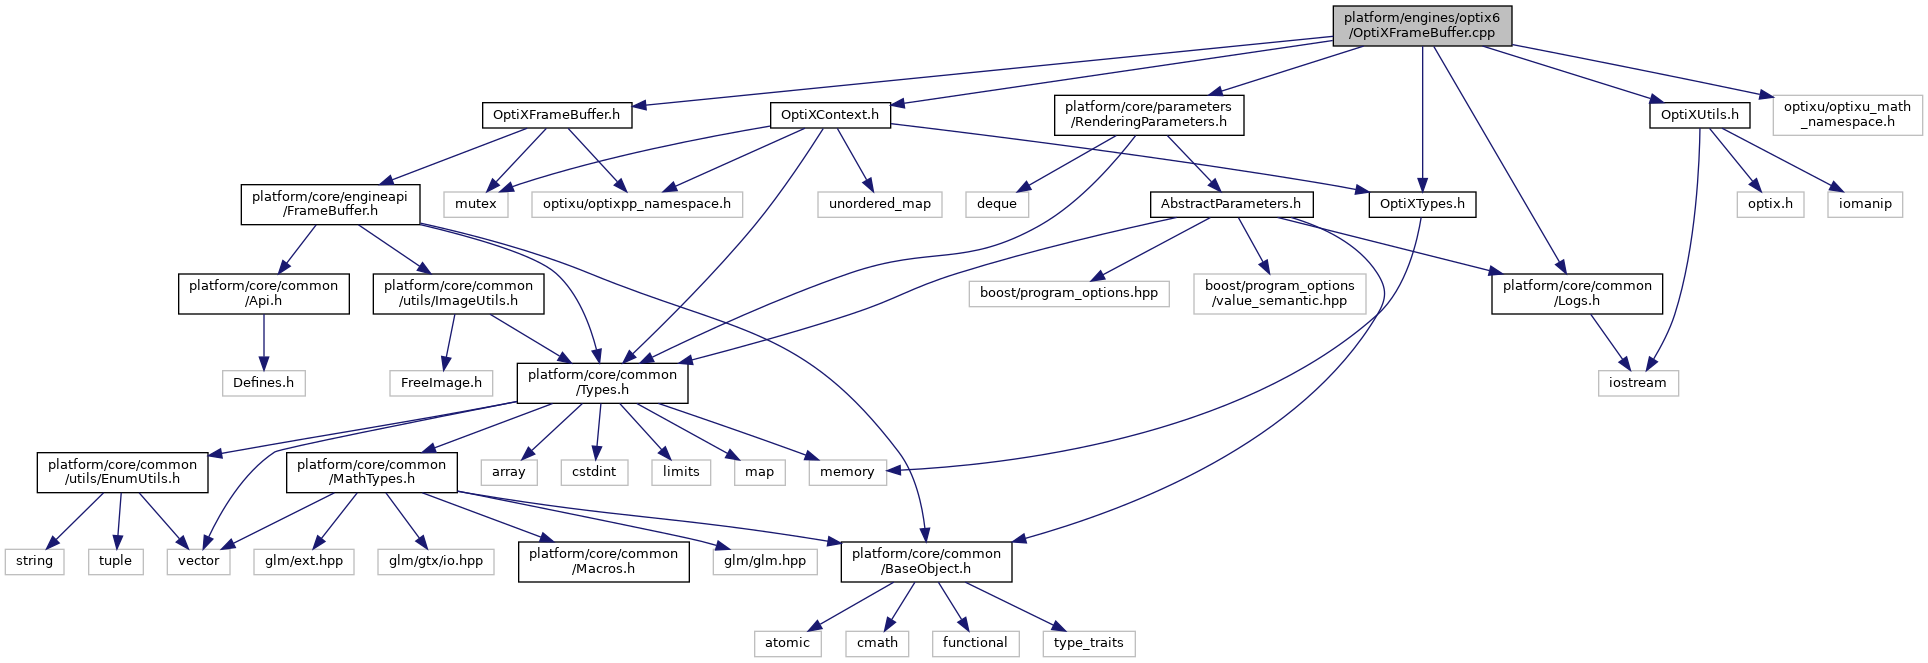 platform/engines/optix6
/OptiXFrameBuffer.cpp
OptiXFrameBuffer.h
OptiXContext.h
platform/core/parameters
/RenderingParameters.h
OptiXUtils.h
optixu/optixu_math
_namespace.h
platform/core/engineapi
/FrameBuffer.h
mutex
optixu/optixpp_namespace.h
unordered_map
deque
AbstractParameters.h
OptiXTypes.h
optix.h
iomanip
platform/core/common
/Api.h
platform/core/common
/utils/ImageUtils.h
boost/program_options.hpp
boost/program_options
/value_semantic.hpp
platform/core/common
/Logs.h
Defines.h
FreeImage.h
platform/core/common
/Types.h
iostream
platform/core/common
/utils/EnumUtils.h
platform/core/common
/MathTypes.h
array
cstdint
limits
map
memory
string
tuple
vector
glm/ext.hpp
glm/gtx/io.hpp
platform/core/common
/Macros.h
glm/glm.hpp
platform/core/common
/BaseObject.h
atomic
cmath
functional
type_traits